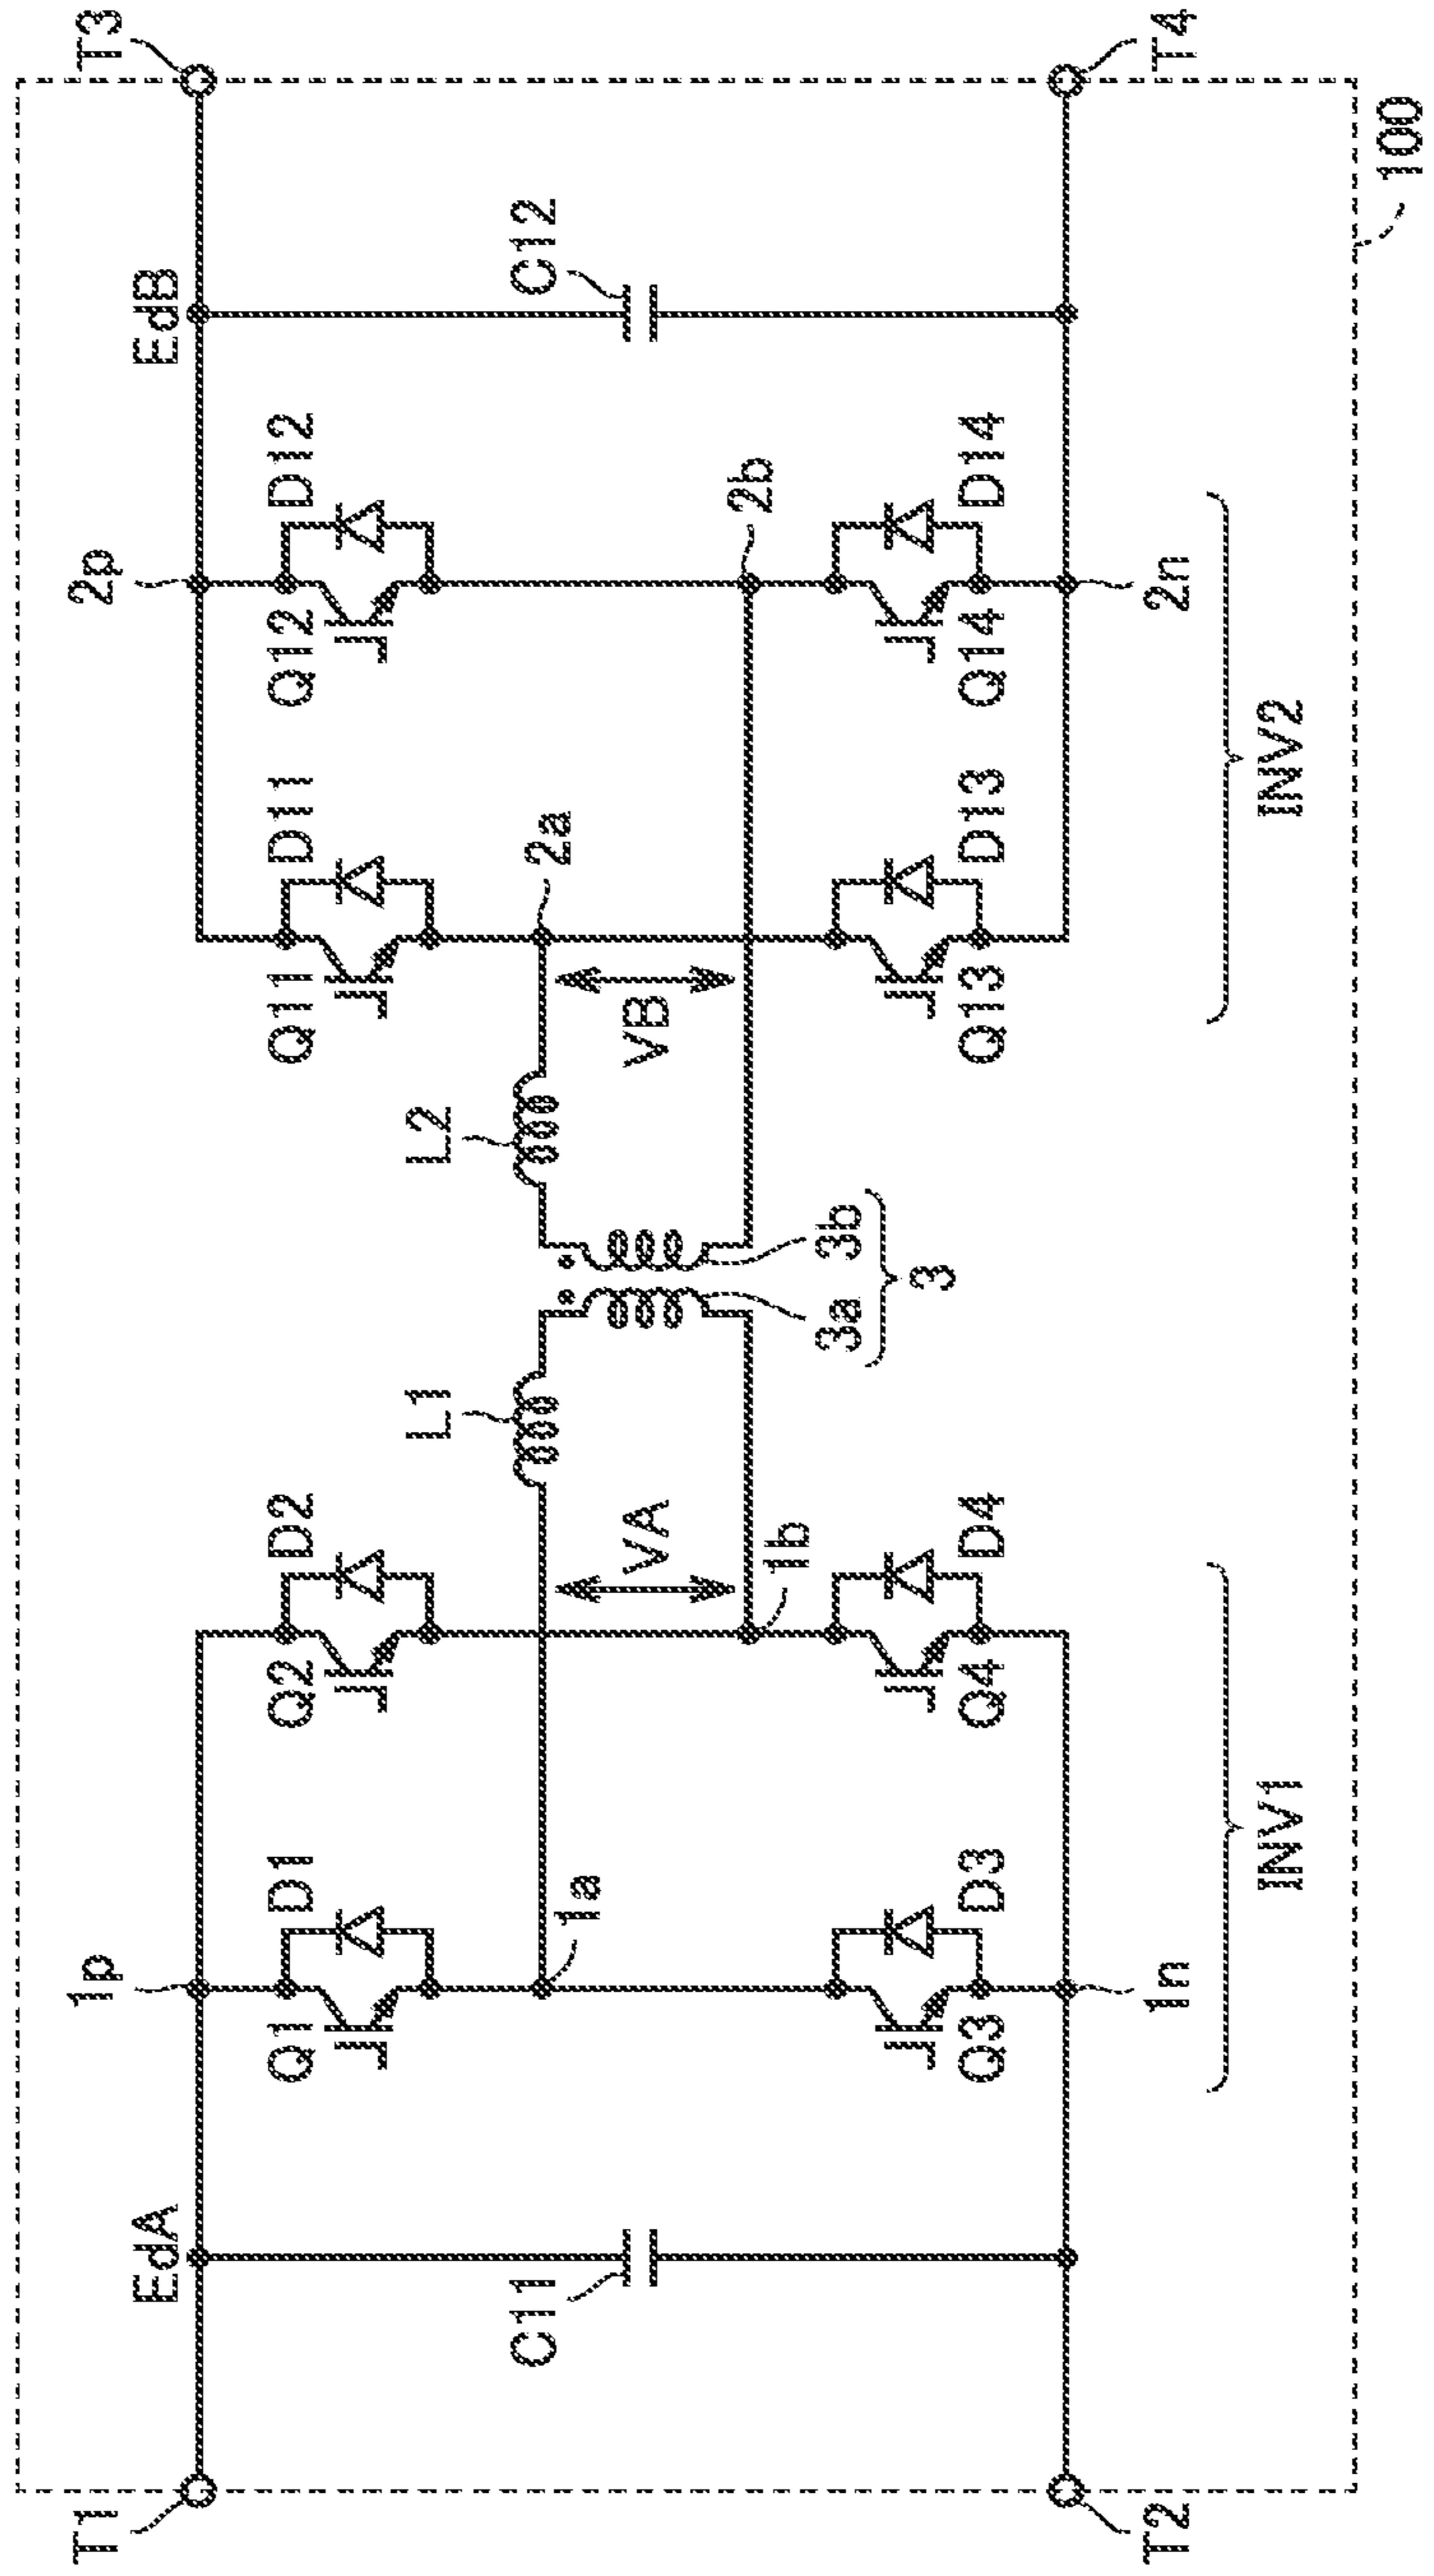 T1
EdA
1p
T3
2p
EdB
Q1
D1
Q2
D2
Q11
D11
Q12
D12
C11
1a
L1
L2
2a
C12
VA
VB
1b
2b
3a
3b
3
Q3
D3
Q4
D4
Q13
D13
Q14
D14
T2
1n
2n
T4
INV1
INV2
100